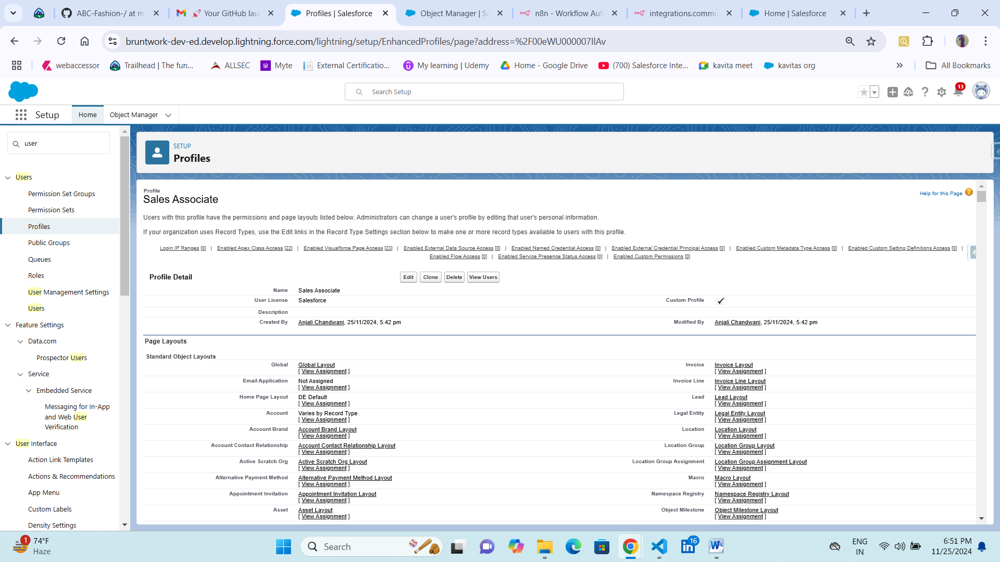 ABC-Fashion-/ at ma
🚀 Your GitHub lau
Profiles | Salesforce
Object Manager | Sa
n8n - Workflow Aut
integrations.commu
Home | Salesforce
bruntwork-dev-ed.develop.lightning.force.com/lightning/setup/EnhancedProfiles/page?address=%2F00eWU000007IlAv
webaccessor
Trailhead | The fun...
ALLSEC
Myte
External Certificatio...
My learning | Udemy
Home - Google Drive
(700) Salesforce Inte...
kavita meet
kavitas org
All Bookmarks
Search Setup
13
Setup
Home
Object Manager
user
Users
Permission Set Groups
Permission Sets
Profiles
Public Groups
Queues
Roles
User Management Settings
Users
Feature Settings
Data.com
Prospector Users
Service
Embedded Service
Messaging for In-App
and Web User
Verification
User Interface
Action Link Templates
Actions & Recommendations
App Menu
Custom Labels
Density Settings
SETUP
Profiles
Profile
Sales Associate
Help for this Page
Users with this profile have the permissions and page layouts listed below. Administrators can change a user's profile by editing that user's personal information.
If your organization uses Record Types, use the Edit links in the Record Type Settings section below to make one or more record types available to users with this profile.
Login IP Ranges [0] | Enabled Apex Class Access [22] | Enabled Visualforce Page Access [23] | Enabled External Data Source Access [0] | Enabled Named Credential Access [0] | Enabled External Credential Principal Access [0] | Enabled Custom Metadata Type Access [0] | Enabled Custom Setting Definitions Access [0] |
Enabled Flow Access [0] | Enabled Service Presence Status Access [0] | Enabled Custom Permissions [0]
Profile Detail
Edit Clone Delete View Users
Name Sales Associate
User License Salesforce Custom Profile
Description
Created By Anjali Chandwani, 25/11/2024, 5:42 pm Modified By Anjali Chandwani, 25/11/2024, 5:42 pm
Page Layouts
Standard Object Layouts
Global Global Layout Invoice Invoice Layout
[ View Assignment ] [ View Assignment ]
Email Application Not Assigned Invoice Line Invoice Line Layout
[ View Assignment ] [ View Assignment ]
Home Page Layout DE Default Lead Lead Layout
[ View Assignment ] [ View Assignment ]
Account Varies by Record Type Legal Entity Legal Entity Layout
[ View Assignment ] [ View Assignment ]
Account Brand Account Brand Layout Location Location Layout
[ View Assignment ] [ View Assignment ]
Account Contact Relationship Account Contact Relationship Layout Location Group Location Group Layout
[ View Assignment ] [ View Assignment ]
Active Scratch Org Active Scratch Org Layout Location Group Assignment Location Group Assignment Layout
[ View Assignment ] [ View Assignment ]
Alternative Payment Method Alternative Payment Method Layout Macro Macro Layout
[ View Assignment ] [ View Assignment ]
Appointment Invitation Appointment Invitation Layout Namespace Registry Namespace Registry Layout
[ View Assignment ] [ View Assignment ]
Asset Asset Layout Object Milestone Object Milestone Layout
[ View Assignment ] [ View Assignment ]
1
74°F
Haze
Search
16
ENG
IN
6:51 PM
11/25/2024